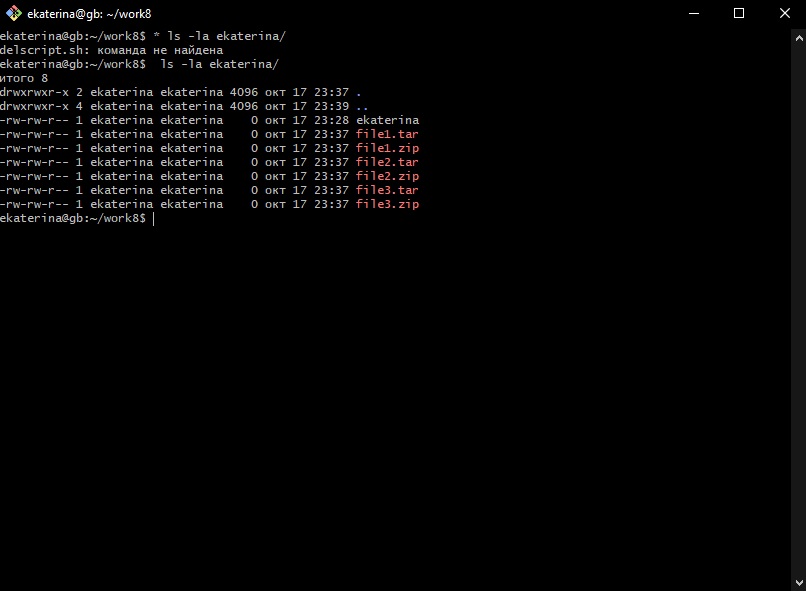 ekaterina@gb: ~/work8
ekaterina@gb:~/work8$ * ls -la ekaterina/
delscript.sh: команда не найдена
ekaterina@gb:~/work8$  ls -la ekaterina/
итого 8
drwxrwxr-x 2 ekaterina ekaterina 4096 окт 17 23:37 .
drwxrwxr-x 4 ekaterina ekaterina 4096 окт 17 23:39 ..
-rw-rw-r-- 1 ekaterina ekaterina    0 окт 17 23:28 ekaterina
-rw-rw-r-- 1 ekaterina ekaterina    0 окт 17 23:37 file1.tar
-rw-rw-r-- 1 ekaterina ekaterina    0 окт 17 23:37 file1.zip
-rw-rw-r-- 1 ekaterina ekaterina    0 окт 17 23:37 file2.tar
-rw-rw-r-- 1 ekaterina ekaterina    0 окт 17 23:37 file2.zip
-rw-rw-r-- 1 ekaterina ekaterina    0 окт 17 23:37 file3.tar
-rw-rw-r-- 1 ekaterina ekaterina    0 окт 17 23:37 file3.zip
ekaterina@gb:~/work8$